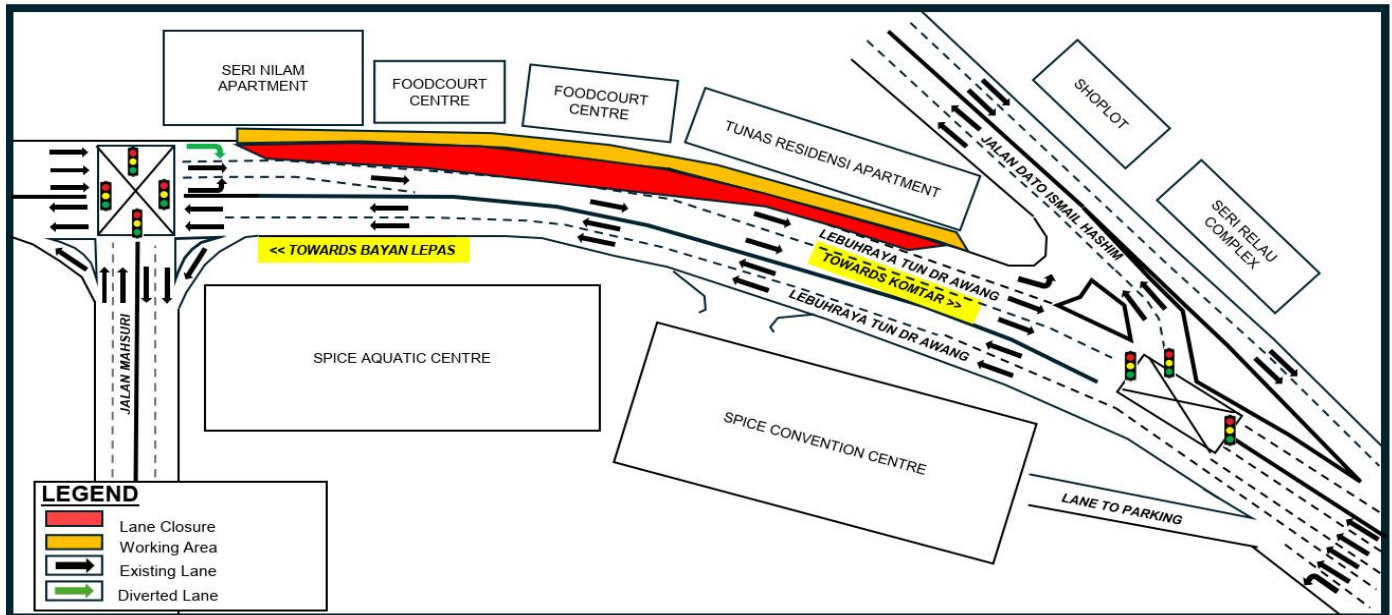 SERI NILAM
APARTMENT
FOODCOURT
CENTRE
FOODCOURT
CENTRE
TUNAS RESIDENSI APARTMENT
SHOPLOT
JALAN DATO ISMAIL HASHIM
SERI RELAU
COMPLEX
<< TOWARDS BAYAN LEPAS
LEBUHRAYA TUN DR AWANG
TOWARDS KOMTAR >>
LEBUHRAYA TUN DR AWANG
JALAN MAHSURI
SPICE AQUATIC CENTRE
SPICE CONVENTION CENTRE
LANE TO PARKING
LEGEND
Lane Closure
Working Area
Existing Lane
Diverted Lane